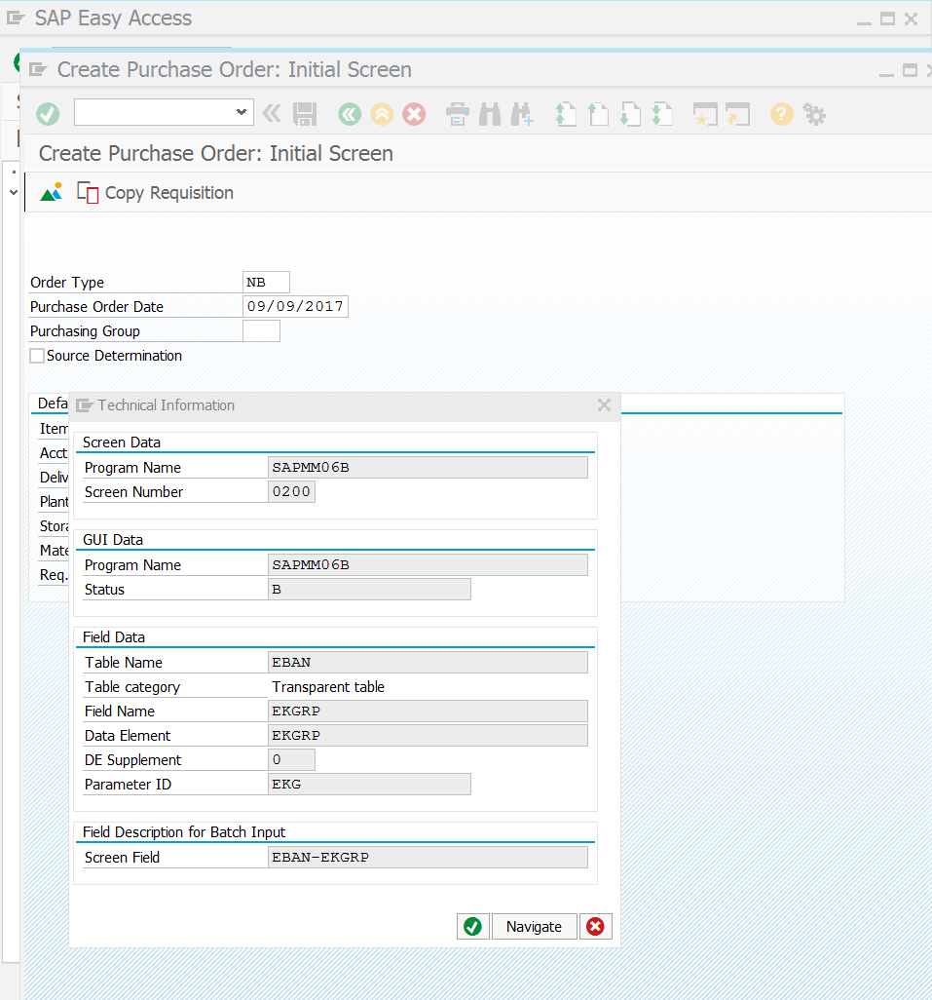 SAP Easy Access
Create Purchase Order: Initial Screen
Create Purchase Order: Initial Screen
Copy Requisition
Order Type NB
Purchase Order Date 09/09/2017
Purchasing Group
Source Determination
Defa
Technical Information
Item
Acct
Deliv
Plant
Stora
Mate
Req.
Screen Data
Program Name SAPMM06B
Screen Number 0200
GUI Data
Program Name SAPMM06B
Status B
Field Data
Table Name EBAN
Table category Transparent table
Field Name EKGRP
Data Element EKGRP
DE Supplement 0
Parameter ID EKG
Field Description for Batch Input
Screen Field EBAN-EKGRP
Navigate